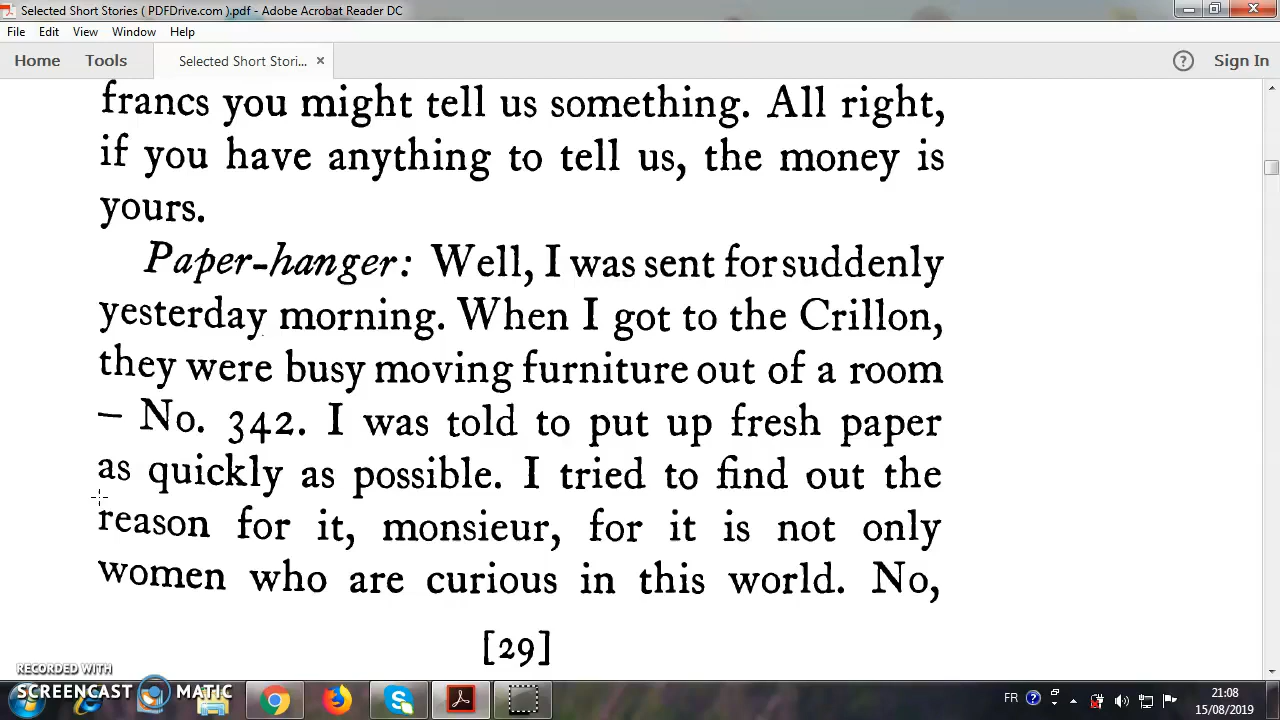 Selected Short Stories ( PDFDrive.com ).pdf - Adobe Acrobat Reader DC
File Edit View Window Help
Home Tools Selected Short Stori... × ? Sign In
francs you might tell us something. All right,
if you have anything to tell us, the money is
yours.
Paper-hanger: Well, I was sent for suddenly
yesterday morning. When I got to the Crillon,
they were busy moving furniture out of a room
– No. 342. I was told to put up fresh paper
as quickly as possible. I tried to find out the
reason for it, monsieur, for it is not only
women who are curious in this world. No,
[29]
RECORDED WITH
SCREENCAST MATIC
FR 21:08
15/08/2019